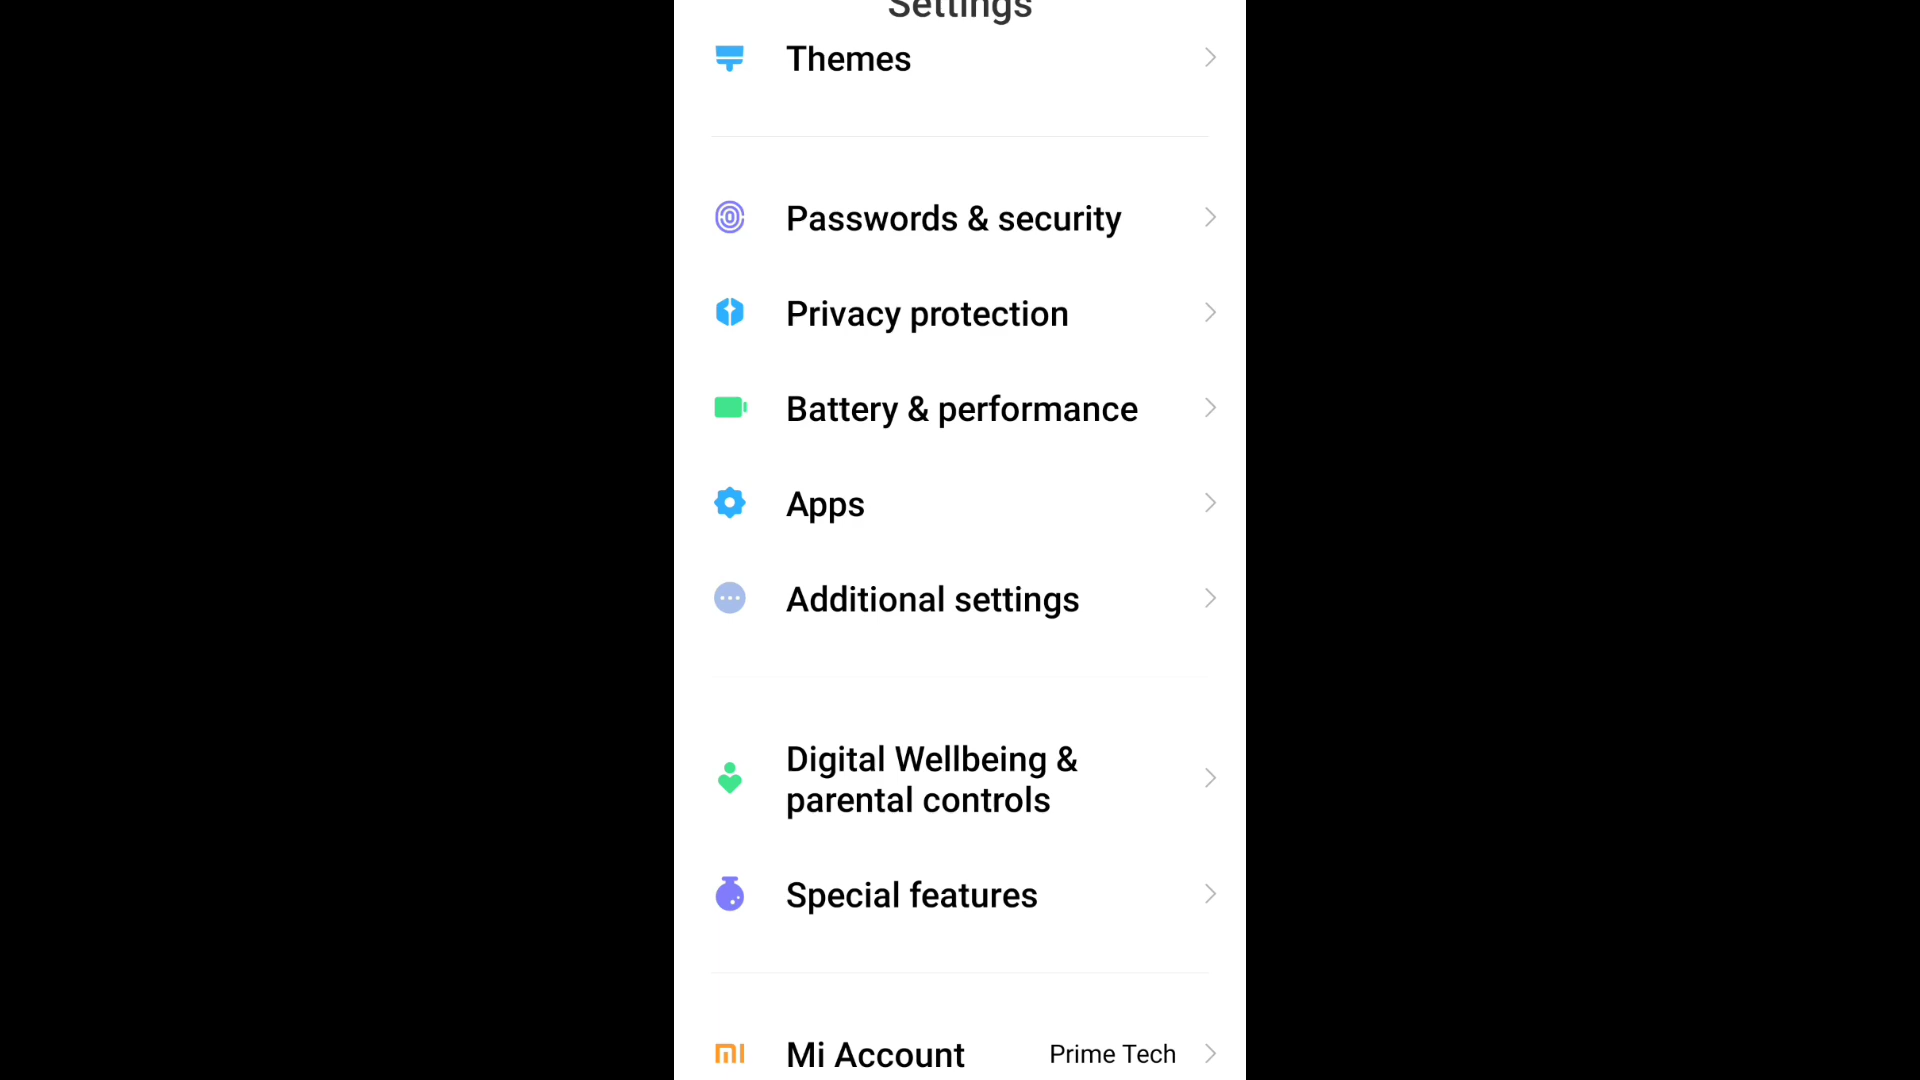 Settings
Themes
Passwords & security
Privacy protection
Battery & performance
Apps
Additional settings
Digital Wellbeing &
parental controls
Special features
Mi Account Prime Tech